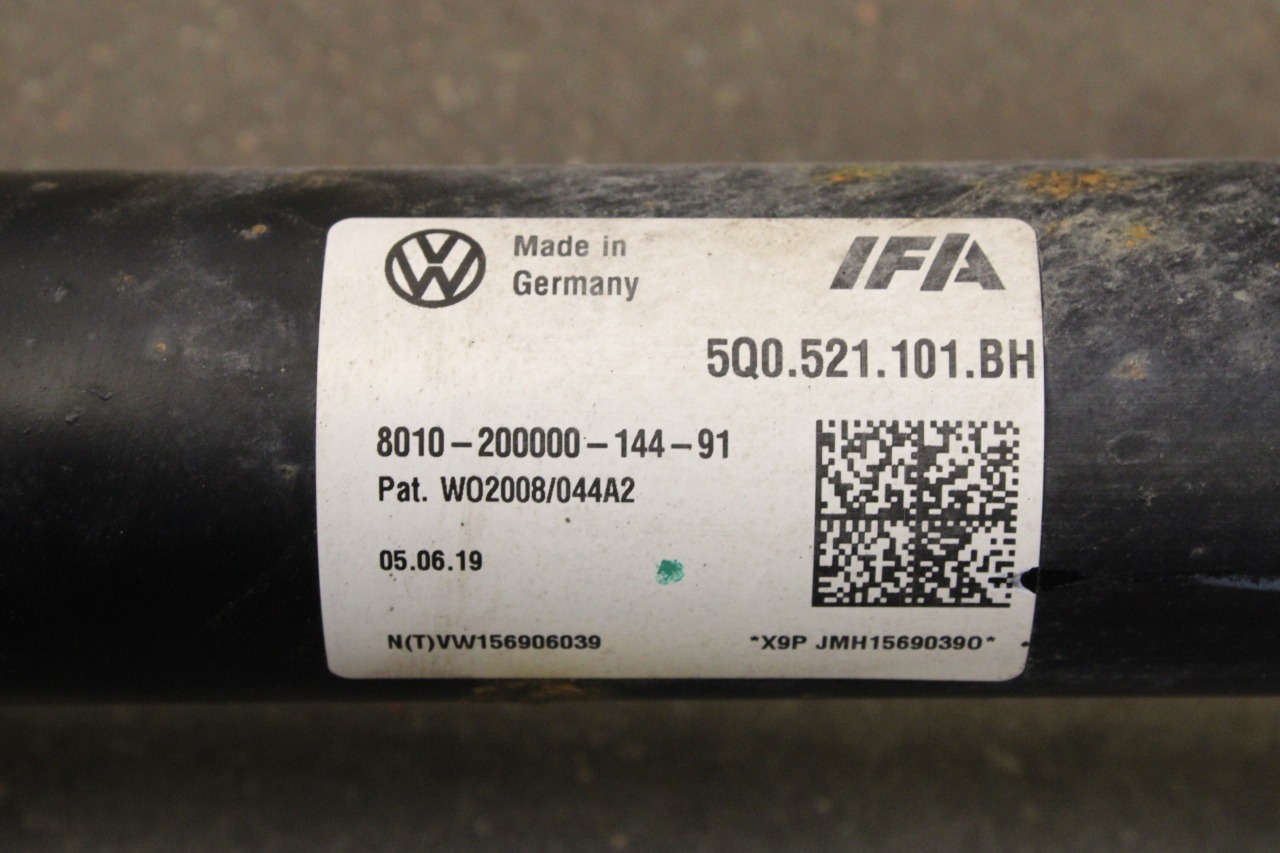 VW Made in
Germany
IFA
5Q0.521.101.BH
8010-200000-144-91
Pat. WO2008/044A2
05.06.19
N(T)VW156906039
*X9P JMH15690390*